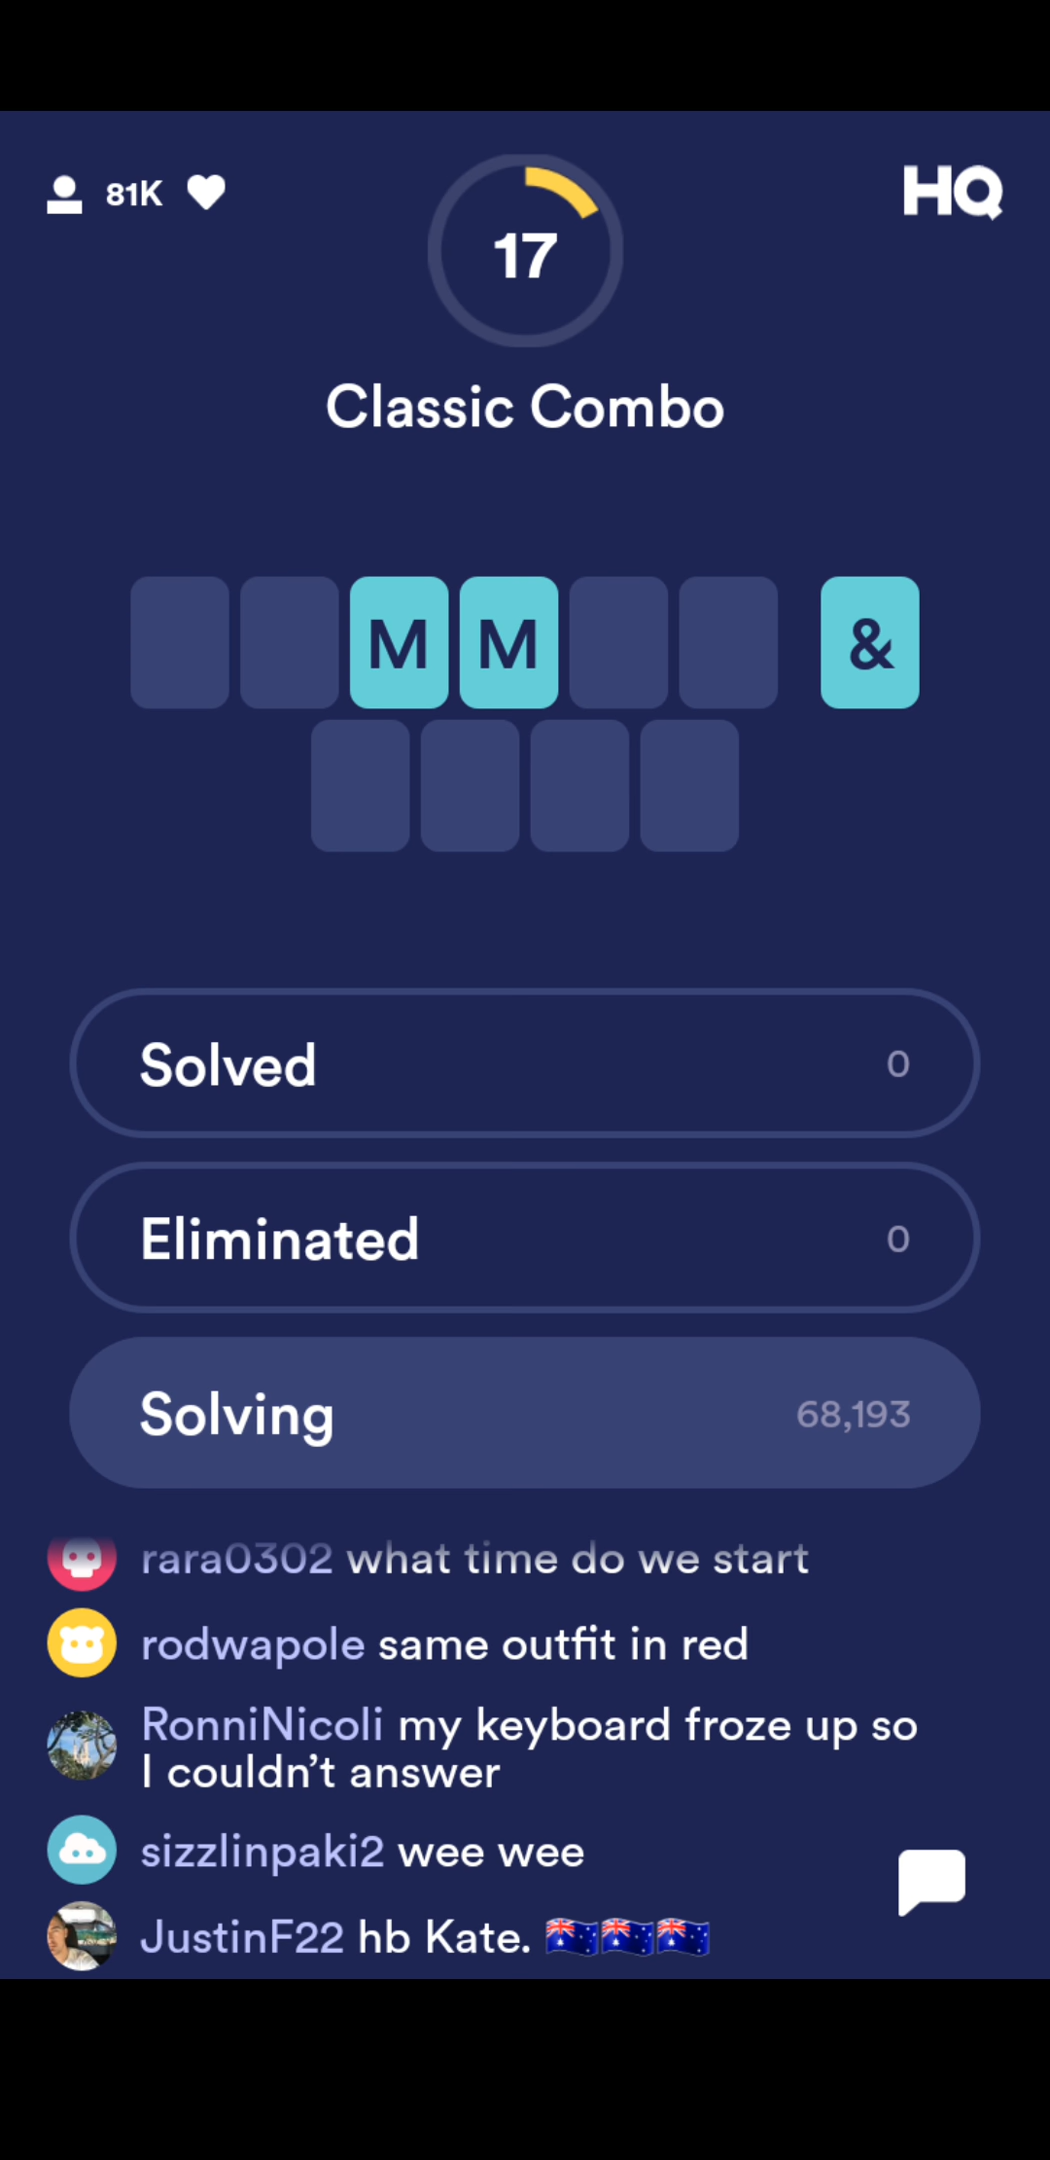 81K
HQ
17
Classic Combo
MM &
Solved 0
Eliminated 0
Solving 68,193
rara0302 what time do we start
rodwapole same outfit in red
RonniNicoli my keyboard froze up so
I couldn’t answer
sizzlinpaki2 wee wee
JustinF22 hb Kate. 🇦🇺🇦🇺🇦🇺